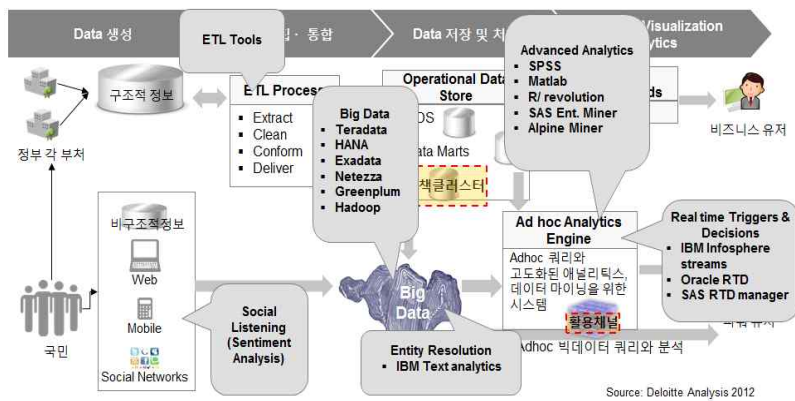 Data 생성
통합
Data 저장 및 처
Visualization
ytics
ETL Tools
구조적 정보
정부 각 부처
ETL Process
▪ Extract
▪ Clean
▪ Conform
▪ Deliver
Operational Data
Store
OS
ata Marts
책클러스터
Big Data
▪ Teradata
▪ HANA
▪ Exadata
▪ Netezza
▪ Greenplum
▪ Hadoop
Advanced Analytics
▪ SPSS
▪ Matlab
▪ R/ revolution
▪ SAS Ent. Miner
▪ Alpine Miner
ds
비즈니스 유저
비구조적정보
Web
Mobile
Social Networks
국민
Social
Listening
(Sentiment
Analysis)
Big
Data
Entity Resolution
▪ IBM Text analytics
Ad hoc Analytics
Engine
Adhoc 쿼리와
고도화된 애널리틱스,
데이터 마이닝을 위한
시스템
활용채널
Adhoc 빅데이터 쿼리와 분석
Real time Triggers &
Decisions
▪ IBM Infosphere
streams
▪ Oracle RTD
▪ SAS RTD manager
유저
Source: Deloitte Analysis 2012